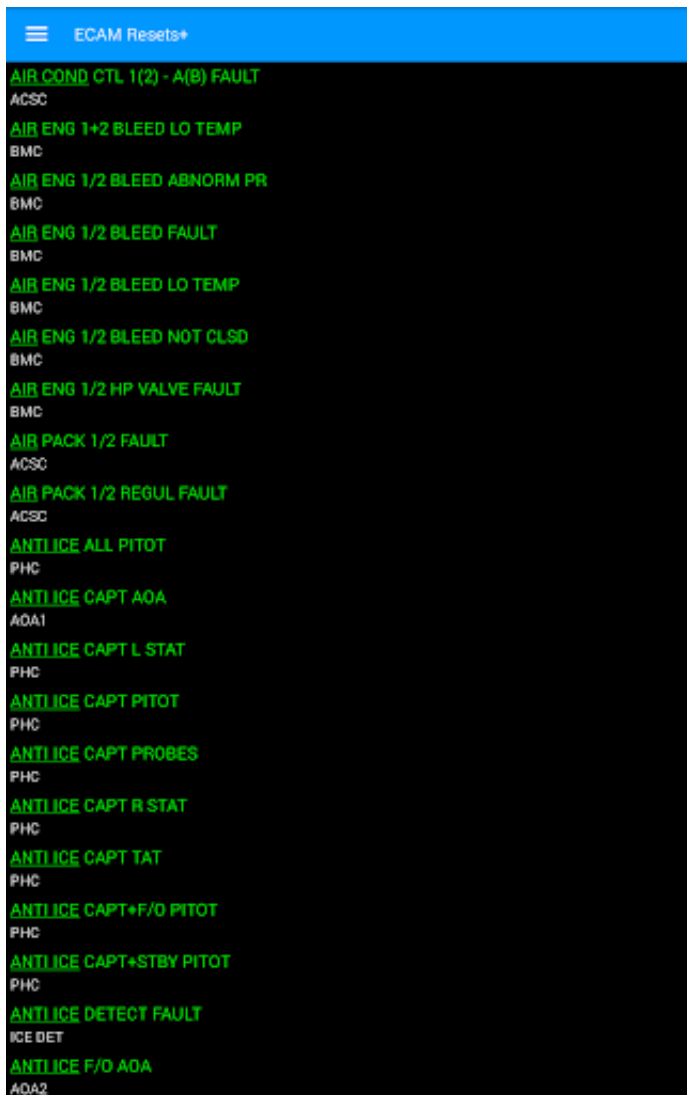 ECAM Resets+
AIR COND CTL 1(2) - A(B) FAULT
ACSC
AIR ENG 1+2 BLEED LO TEMP
BMC
AIR ENG 1/2 BLEED ABNORM PR
BMC
AIR ENG 1/2 BLEED FAULT
BMC
AIR ENG 1/2 BLEED LO TEMP
BMC
AIR ENG 1/2 BLEED NOT CLSD
BMC
AIR ENG 1/2 HP VALVE FAULT
BMC
AIR PACK 1/2 FAULT
ACSC
AIR PACK 1/2 REGUL FAULT
ACSC
ANTI ICE ALL PITOT
PHC
ANTI ICE CAPT AOA
AOA1
ANTI ICE CAPT L STAT
PHC
ANTI ICE CAPT PITOT
PHC
ANTI ICE CAPT PROBES
PHC
ANTI ICE CAPT R STAT
PHC
ANTI ICE CAPT TAT
PHC
ANTI ICE CAPT+F/O PITOT
PHC
ANTI ICE CAPT+STBY PITOT
PHC
ANTI ICE DETECT FAULT
ICE DET
ANTI ICE F/O AOA
AOA2